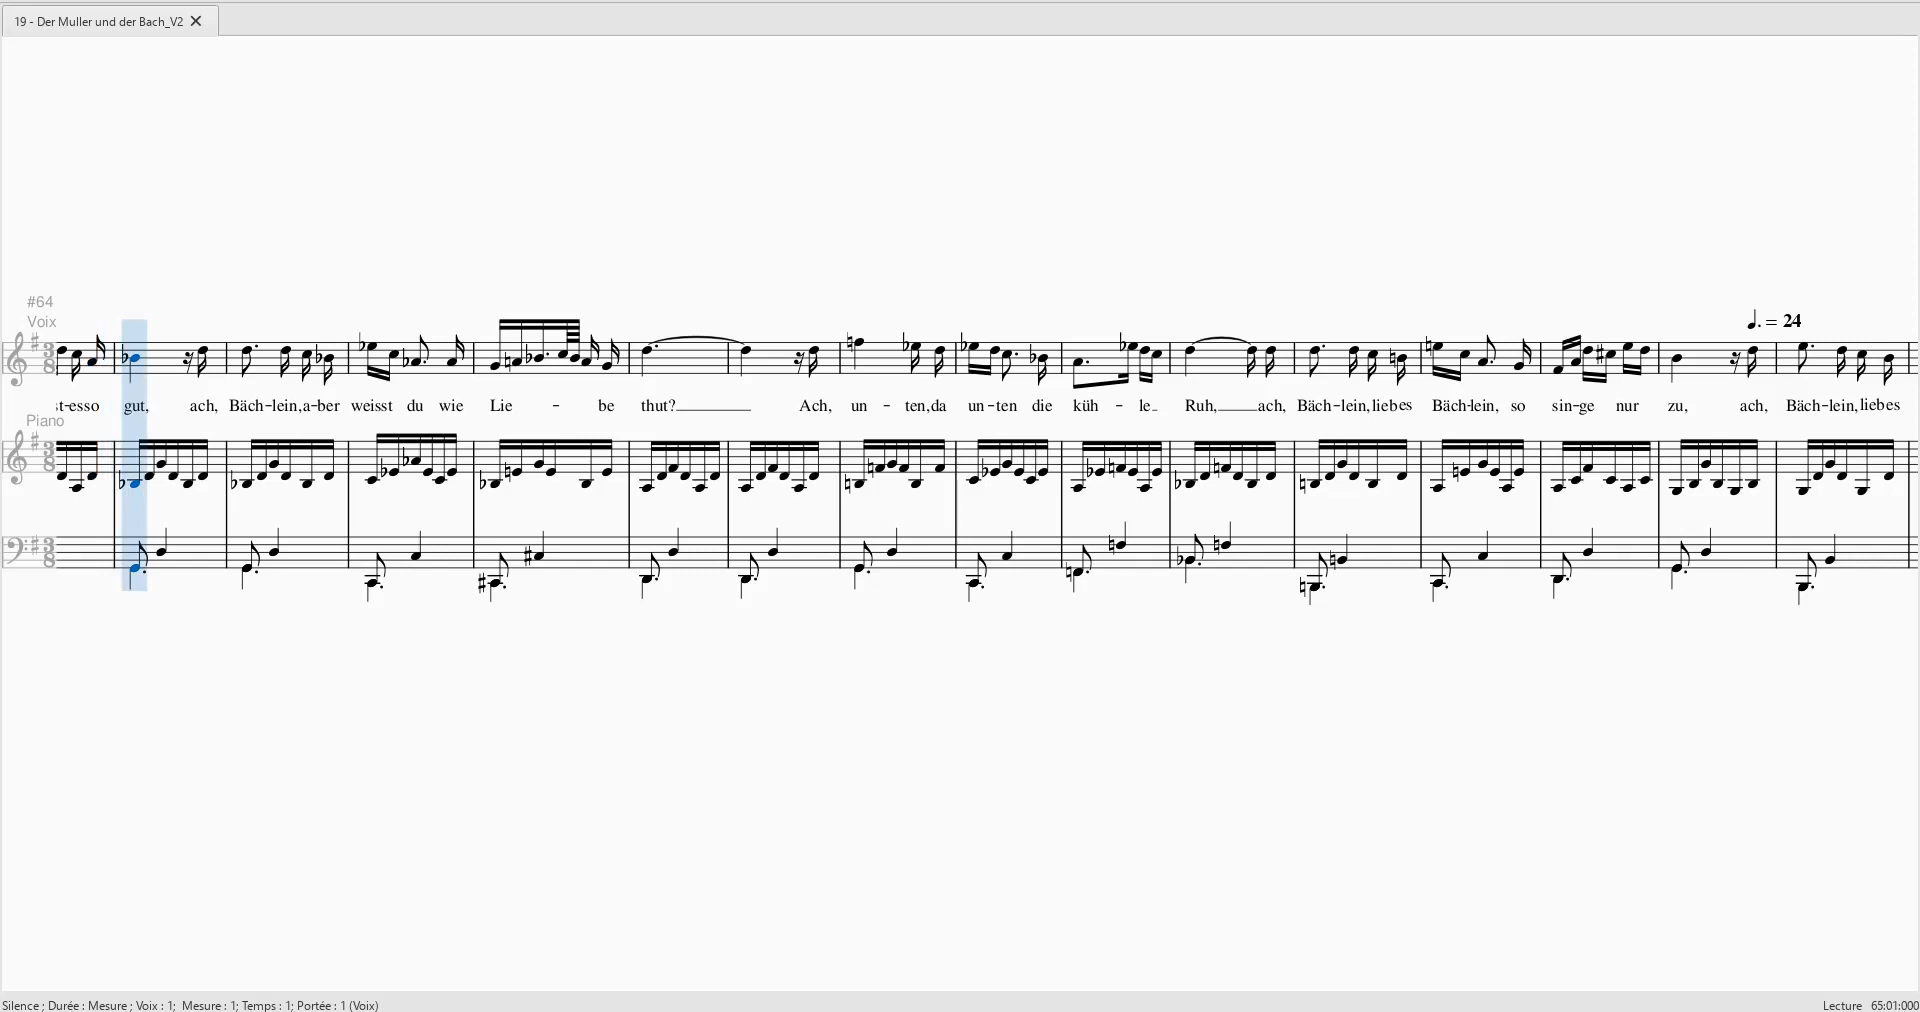 19 - Der Muller und der Bach_V2
#64
Voix
= 24
st-esso gut, ach, Bäch-lein, a-ber weisst du wie Lie - be thut? Ach, un - ten, da un-ten die küh - le Ruh, ach, Bäch-lein, liebes Bäch-lein, so sin-ge nur zu, ach, Bäch-lein, liebes
Piano
Silence ; Durée : Mesure ; Voix : 1;  Mesure : 1; Temps : 1; Portée : 1 (Voix)
Lecture 65:01:000